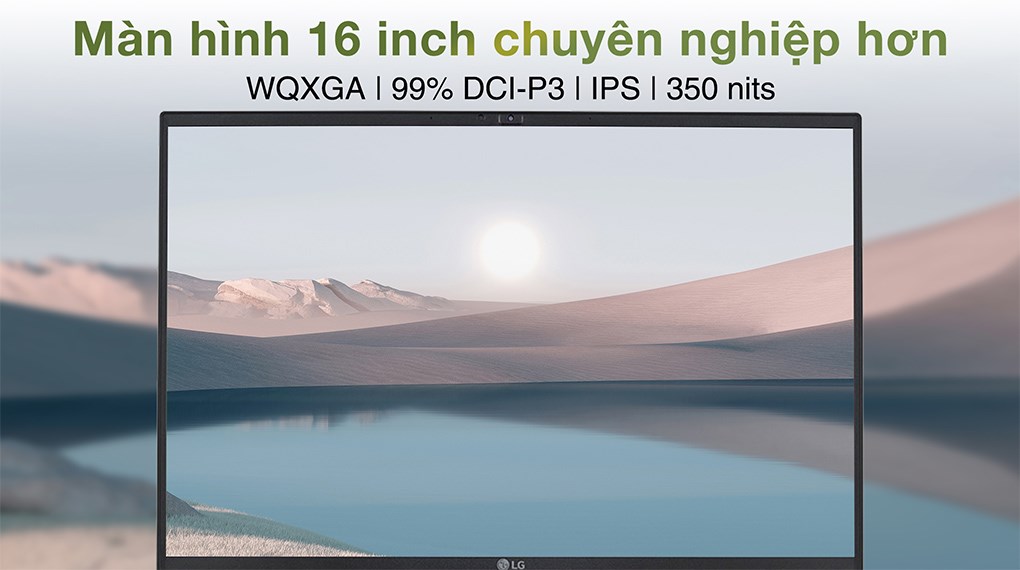 Màn hình 16 inch chuyên nghiệp hơn
WQXGA | 99% DCI-P3 | IPS | 350 nits
LG